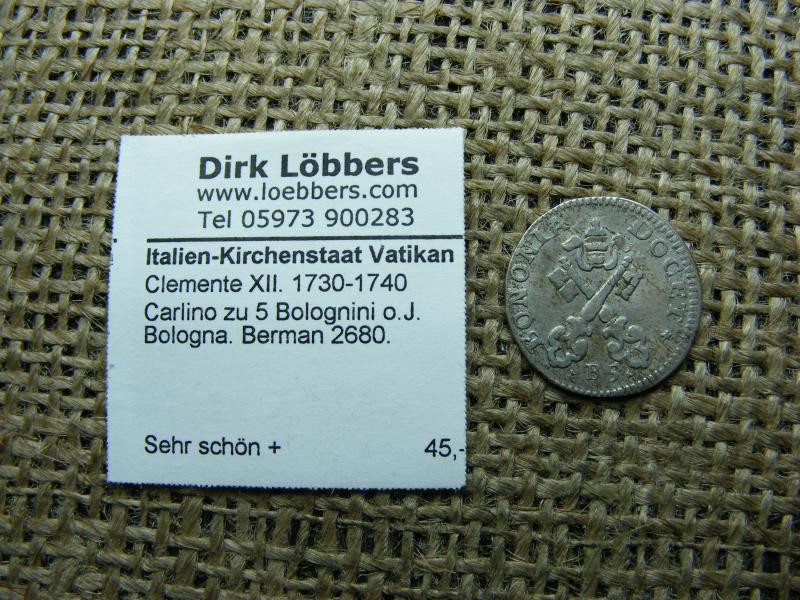 Dirk Löbbers
www.loebbers.com
Tel 05973 900283
Italien-Kirchenstaat Vatikan
Clemente XII. 1730-1740
Carlino zu 5 Bolognini o.J.
Bologna. Berman 2680.
Sehr schön + 45,-
BONONIA DOCET
B 5